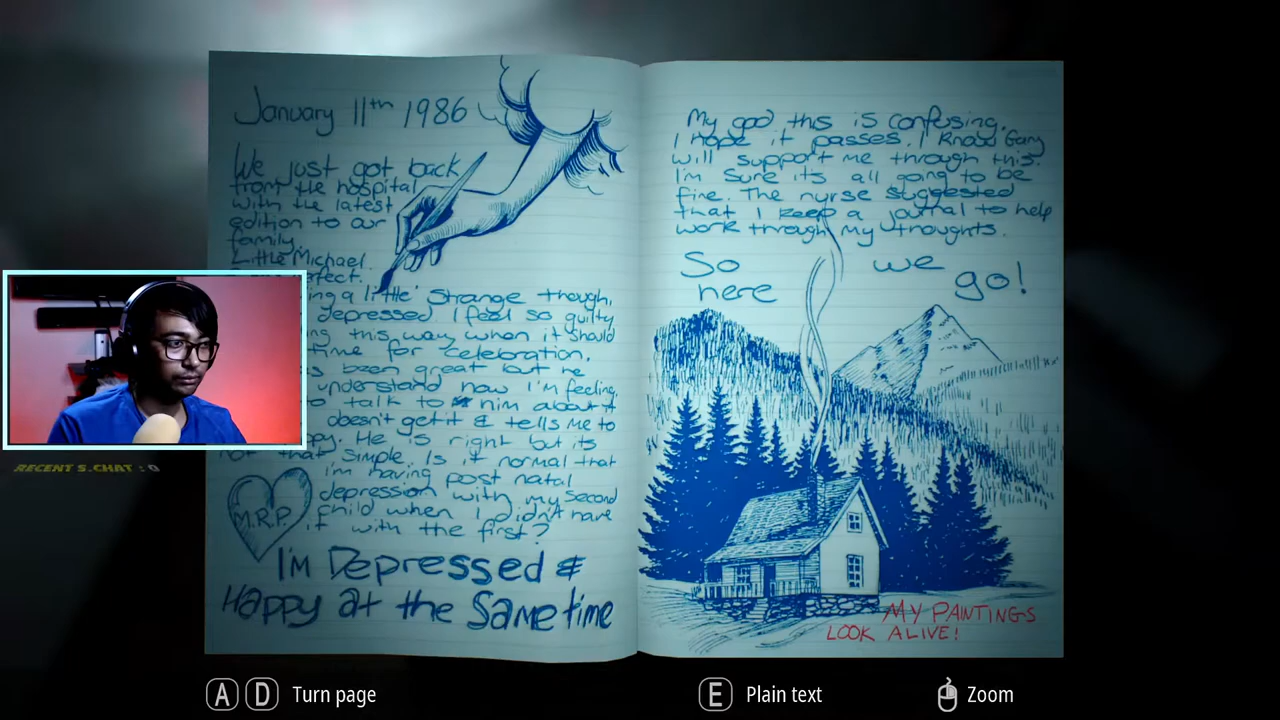 January 11th 1986
We just got back
from the hospital
with the latest
edition to our
family.
Little Michael.
a little strange though,
depressed I feel so guilty
this way when it should
time for celebration.
been great but he
understand how I'm feeling,
talk to him about it
doesn't get it & tells me to
He is right but its
not that simple. Is it normal that
i'm having post natal
depression with my second
child when I didn't have
it with the first?
M.R.P.
I'm Depressed &
Happy at the Same time
My god this is confusing.
I hope it passes. I know Gary
will support me through this.
I'm sure its all going to be
fine. The nurse suggested
that I keep a journal to help
work through my thoughts.
So we
here go!
MY PAINTINGS
LOOK ALIVE!
RECENT S.CHAT : 0
A D Turn page
E Plain text
Zoom